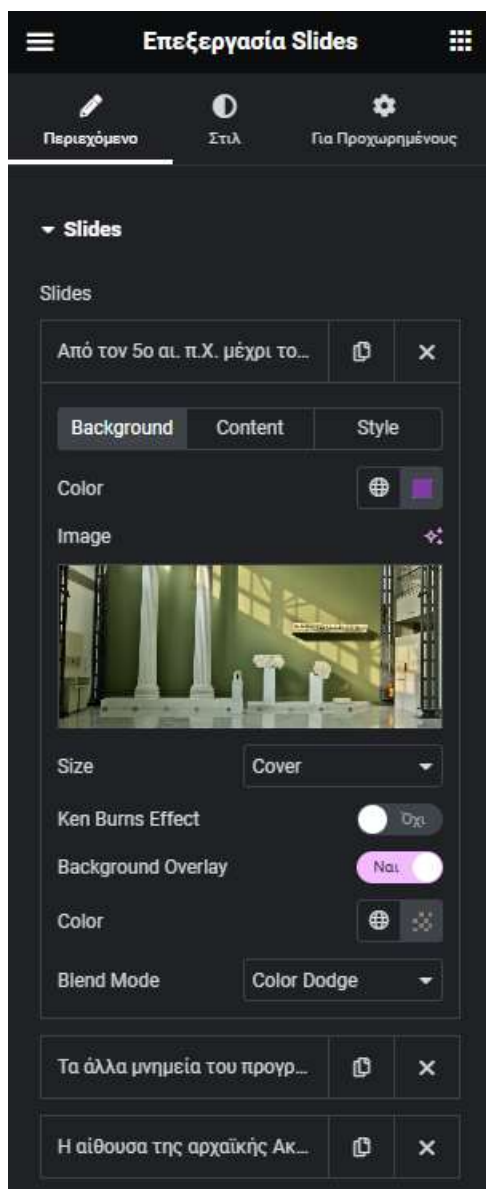 Επεξεργασία Slides
Περιεχόμενο Στιλ Για Προχωρημένους
Slides
Slides
Από τον 5ο αι. π.Χ. μέχρι το...
Background Content Style
Color
Image
Size Cover
Ken Burns Effect Όχι
Background Overlay Ναι
Color
Blend Mode Color Dodge
Τα άλλα μνημεία του προγρ...
Η αίθουσα της αρχαϊκής Ακ...